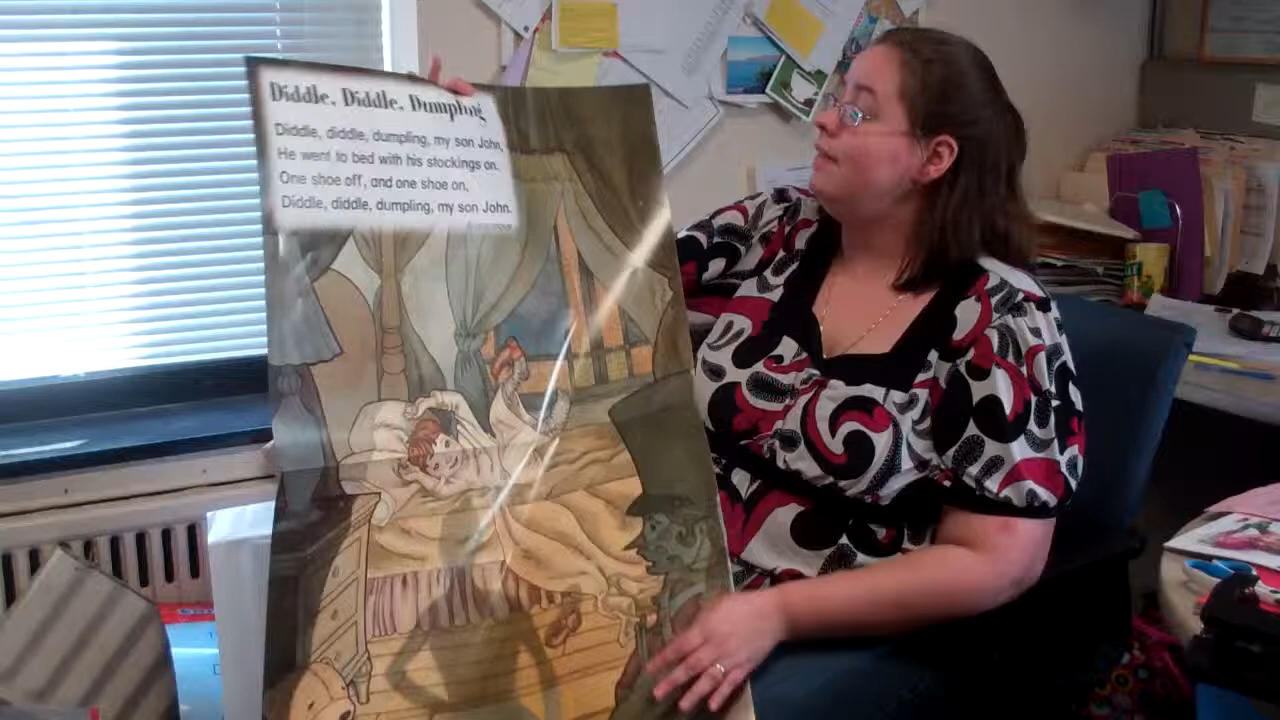 Diddle, Diddle, Dumpling
Diddle, diddle, dumpling, my son John,
He went to bed with his stockings on.
One shoe off, and one shoe on,
Diddle, diddle, dumpling, my son John.